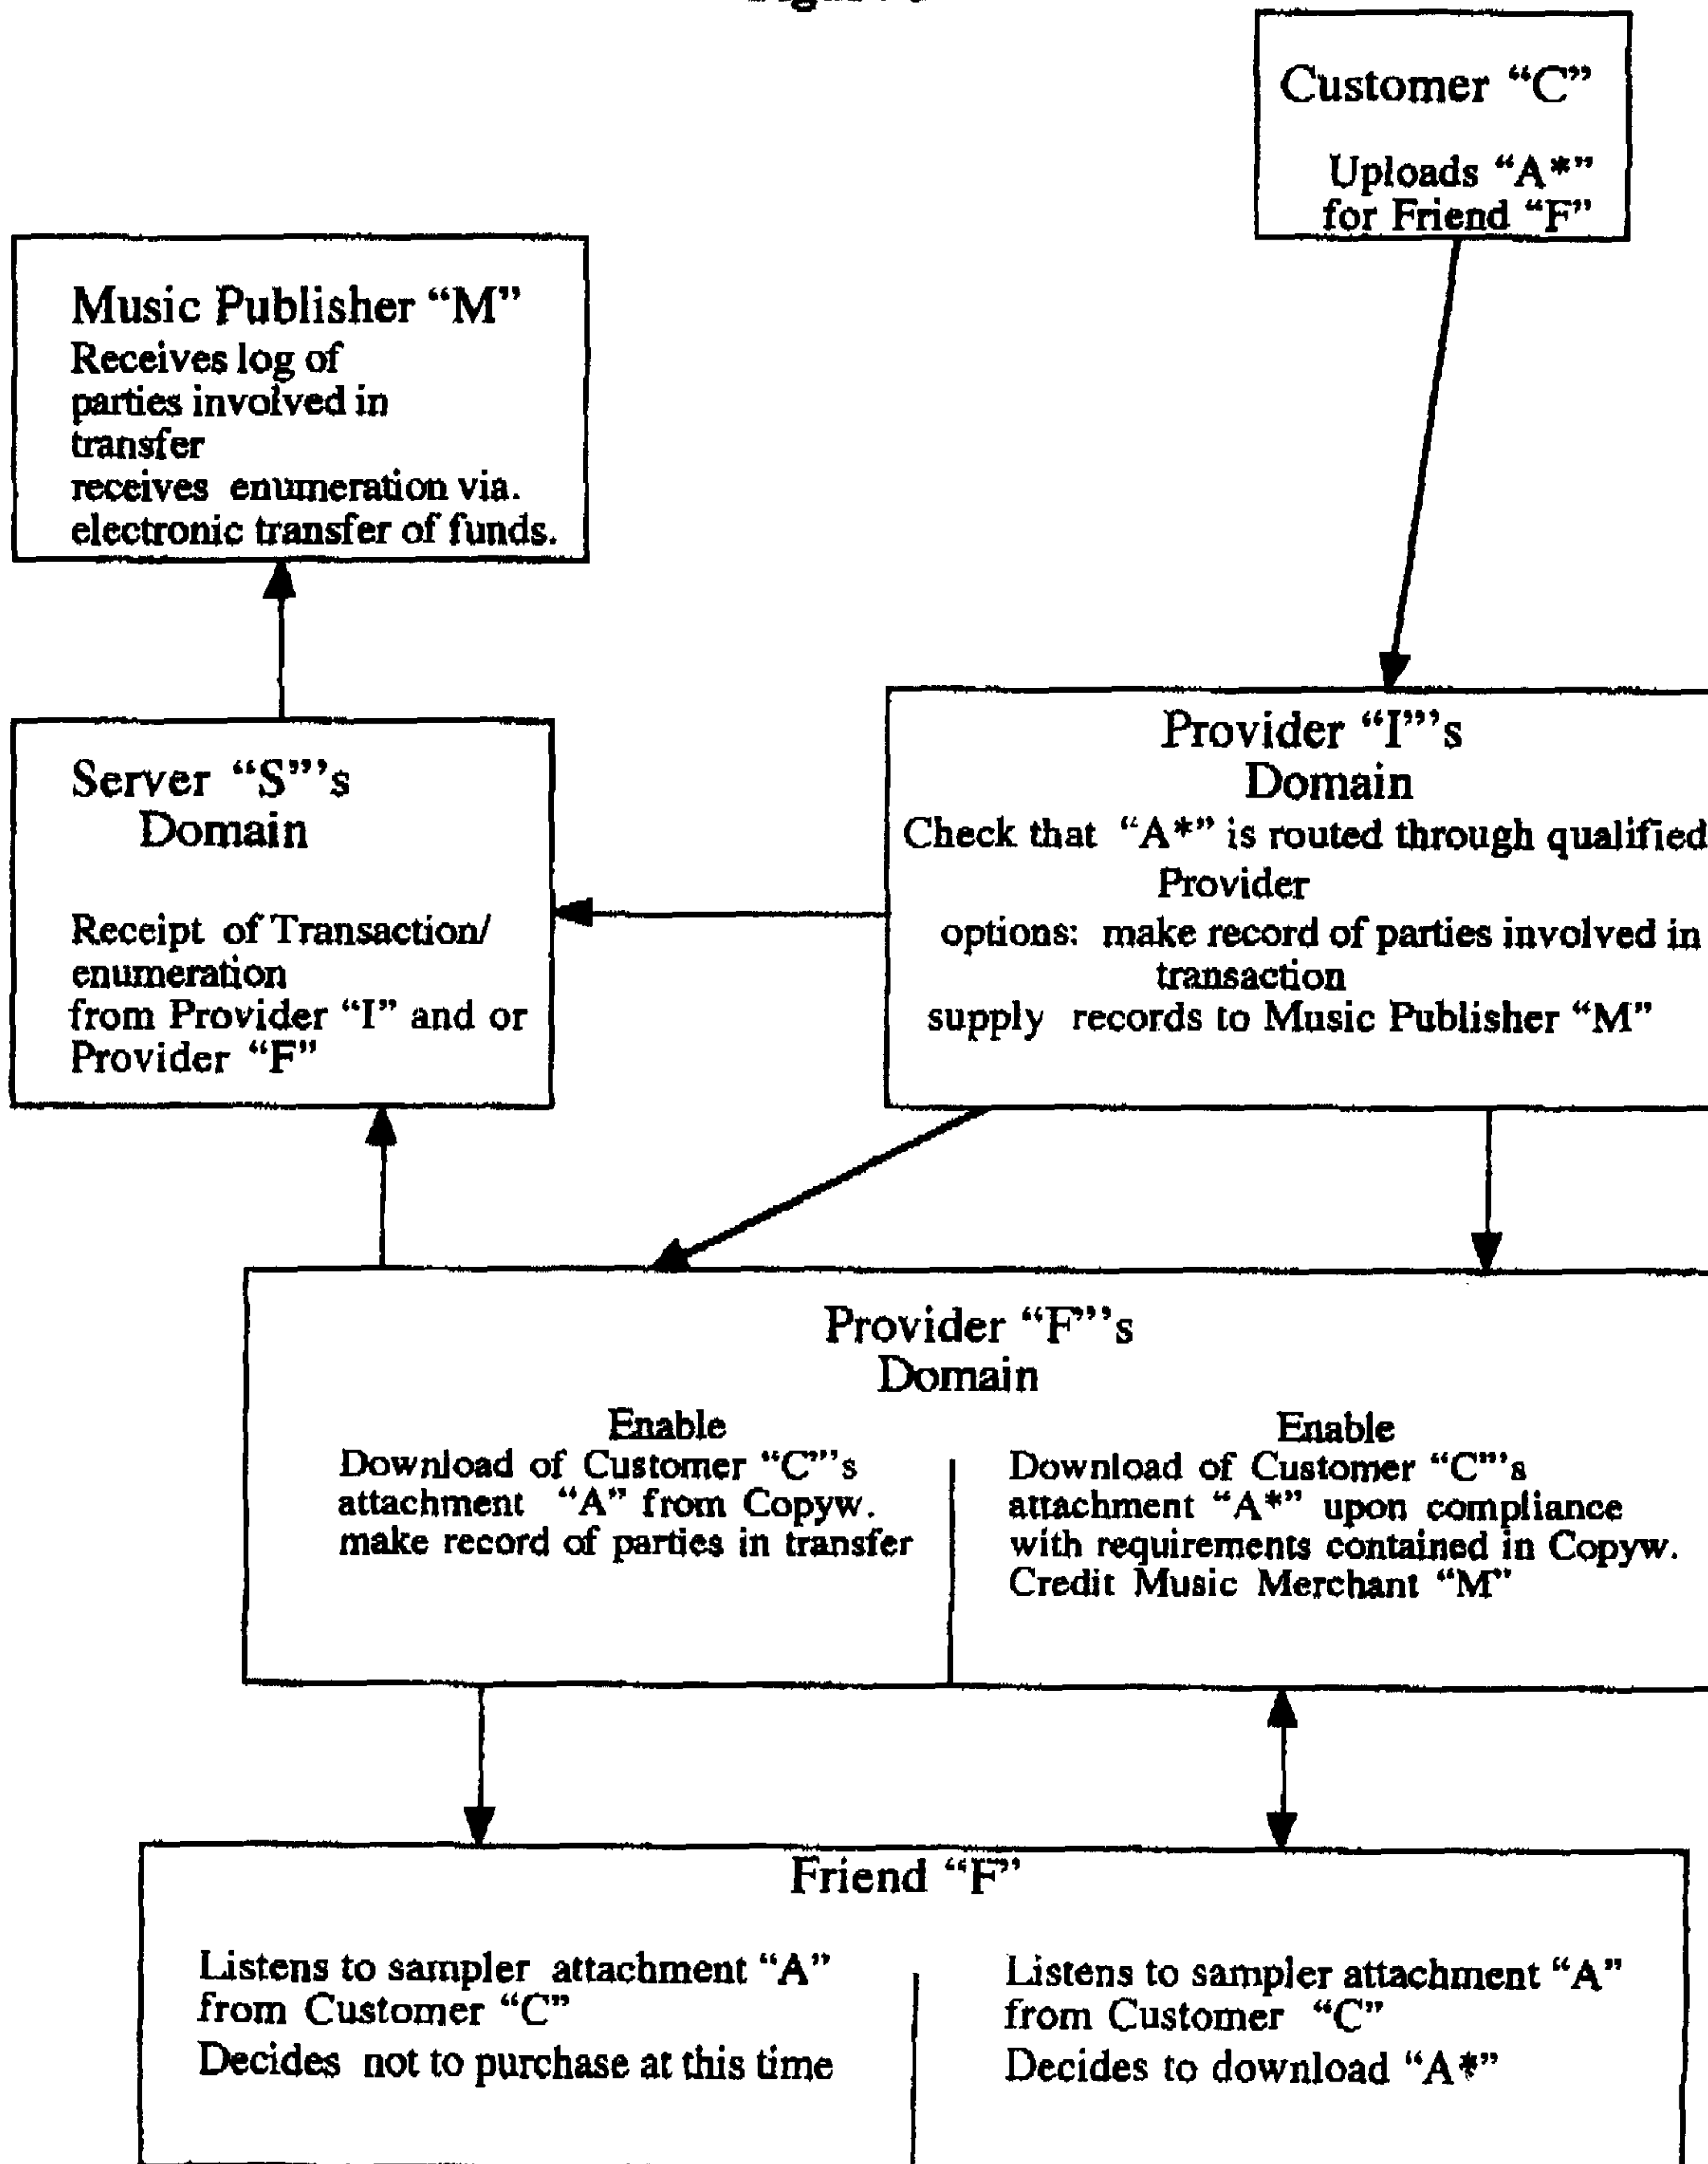 Customer “C”
Uploads “A*”
for Friend “F”
Music Publisher “M”
Receives log of
parties involved in
transfer
receives enumeration via.
electronic transfer of funds.
Provider “I”’s
Domain
Check that “A*” is routed through qualified
Provider
options: make record of parties involved in
transaction
supply records to Music Publisher “M”
Server “S”’s
Domain
Receipt of Transaction/
enumeration
from Provider “I” and or
Provider “F”
Provider “F”’s
Domain
Enable
Download of Customer “C”’s
attachment “A” from Copyw.
make record of parties in transfer
Enable
Download of Customer “C”’s
attachment “A*” upon compliance
with requirements contained in Copyw.
Credit Music Merchant “M”
Friend “F”
Listens to sampler attachment “A”
from Customer “C”
Decides not to purchase at this time
Listens to sampler attachment “A”
from Customer “C”
Decides to download “A*”